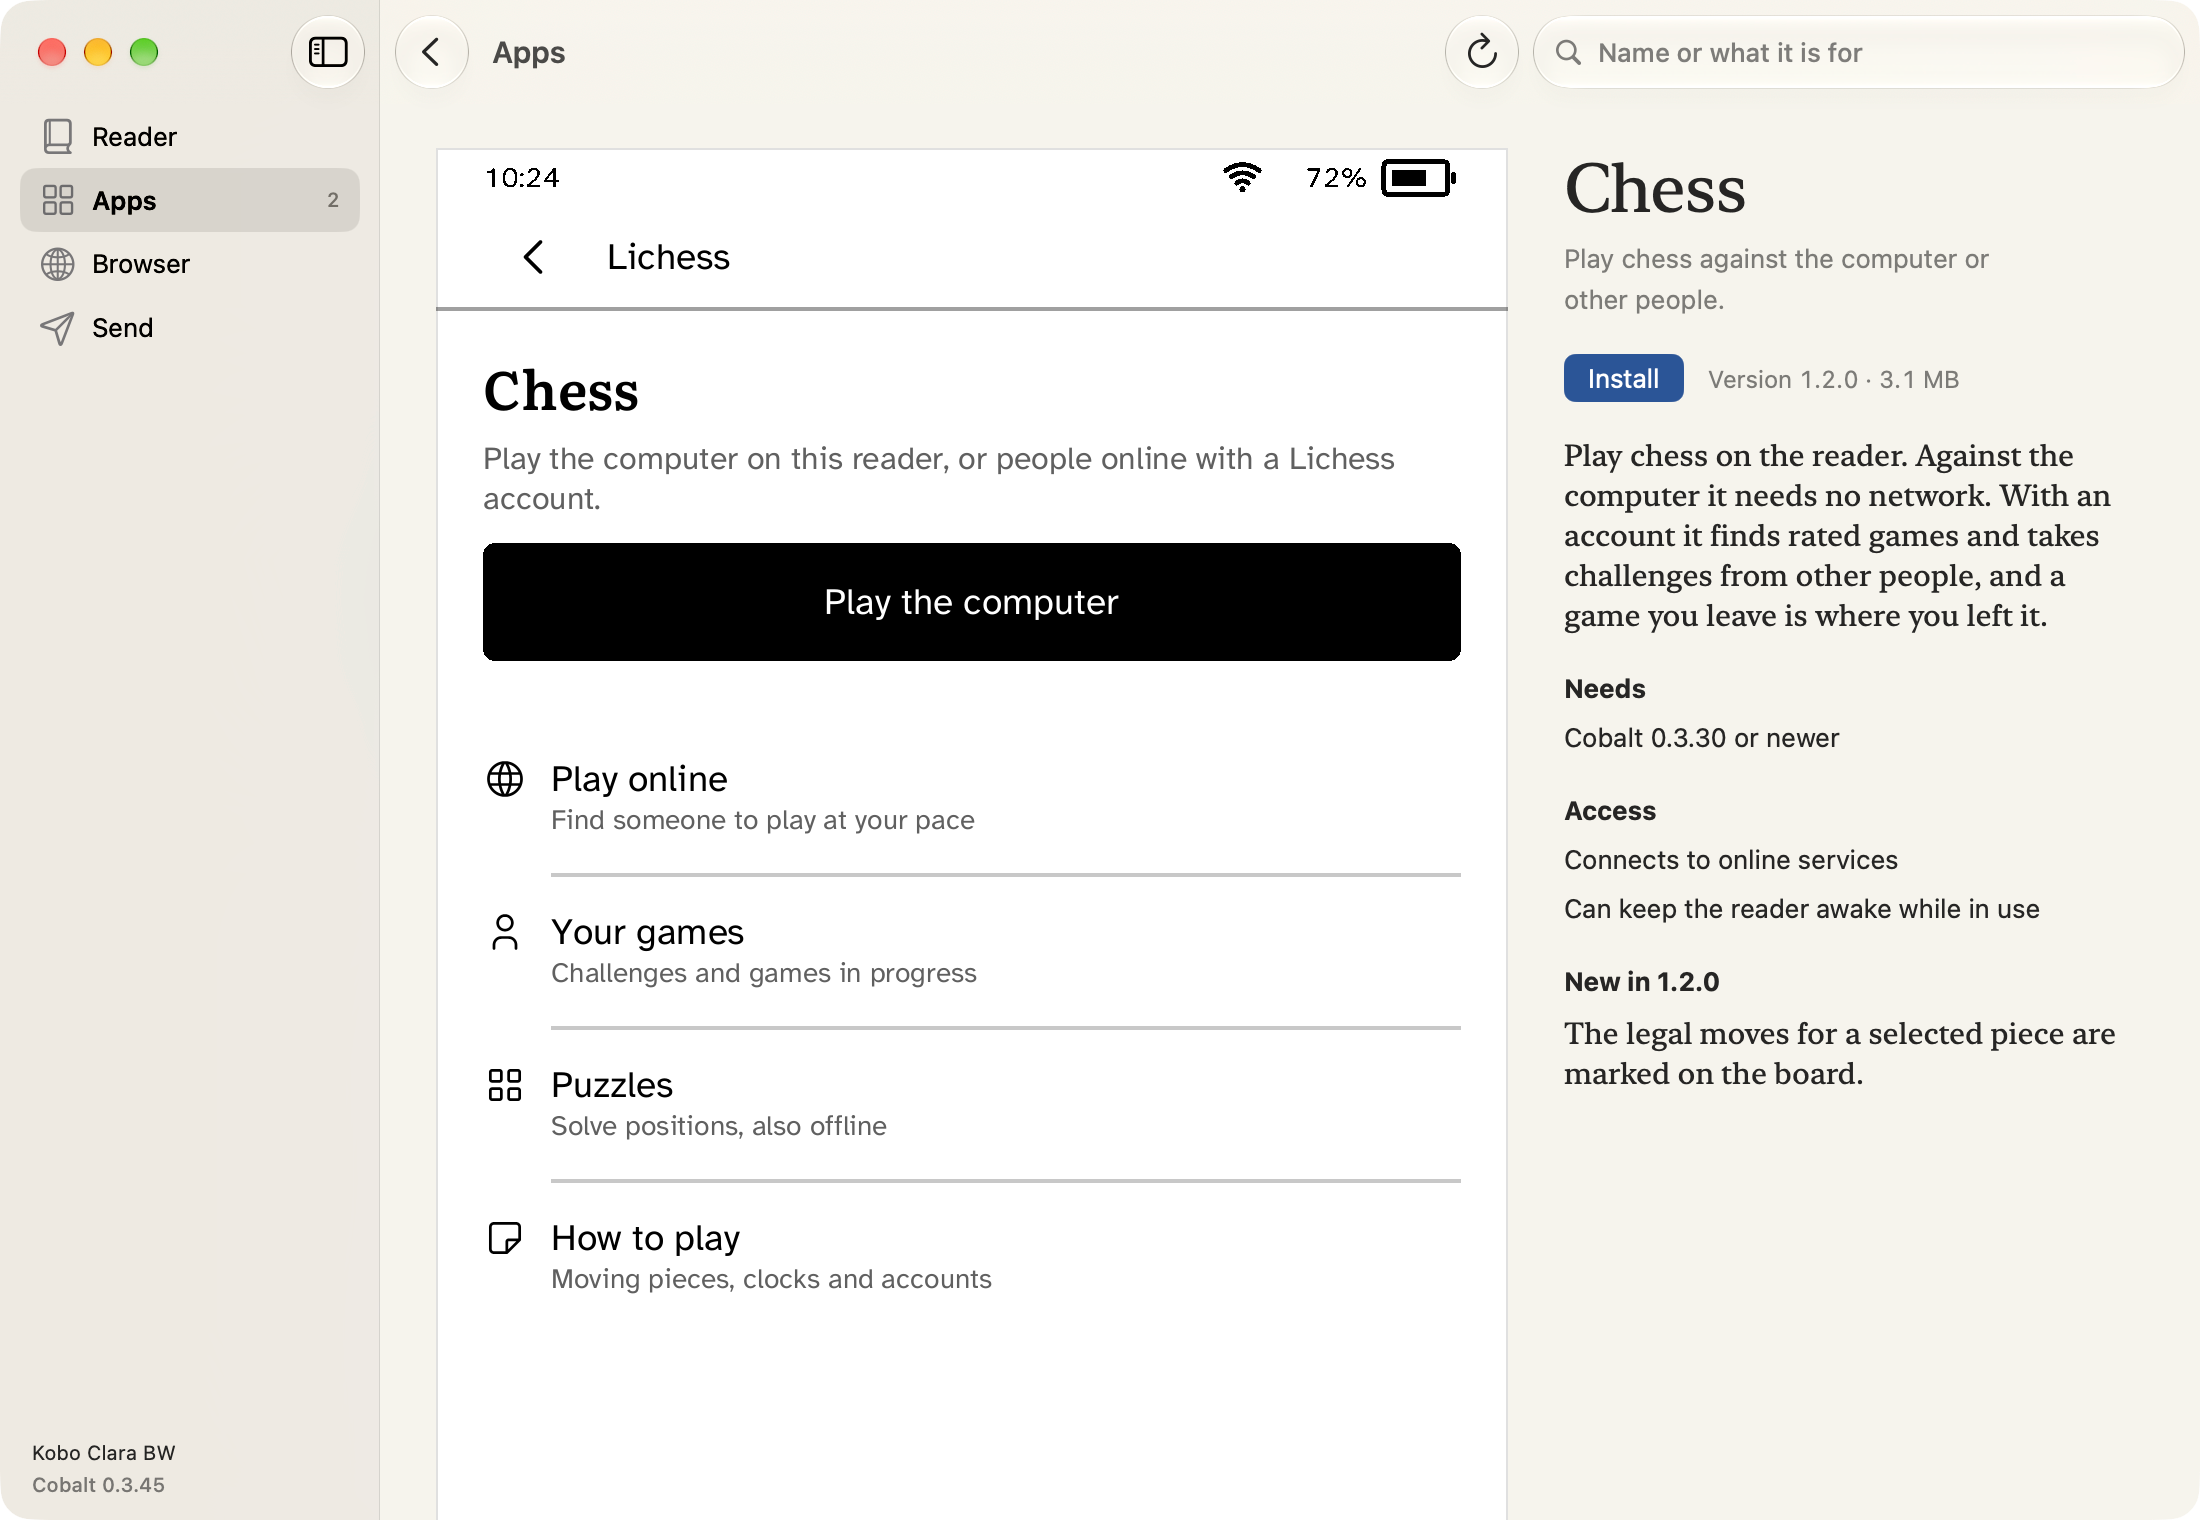 Apps
Name or what it is for
Reader
Apps
2
Browser
Send
Kobo Clara BW
Cobalt 0.3.45
10:24
72%
Lichess
Chess
Play the computer on this reader, or people online with a Lichess
account.
Play the computer
Play online
Find someone to play at your pace
Your games
Challenges and games in progress
Puzzles
Solve positions, also offline
How to play
Moving pieces, clocks and accounts
Chess
Play chess against the computer or
other people.
Install
Version 1.2.0 · 3.1 MB
Play chess on the reader. Against the
computer it needs no network. With an
account it finds rated games and takes
challenges from other people, and a
game you leave is where you left it.
Needs
Cobalt 0.3.30 or newer
Access
Connects to online services
Can keep the reader awake while in use
New in 1.2.0
The legal moves for a selected piece are
marked on the board.